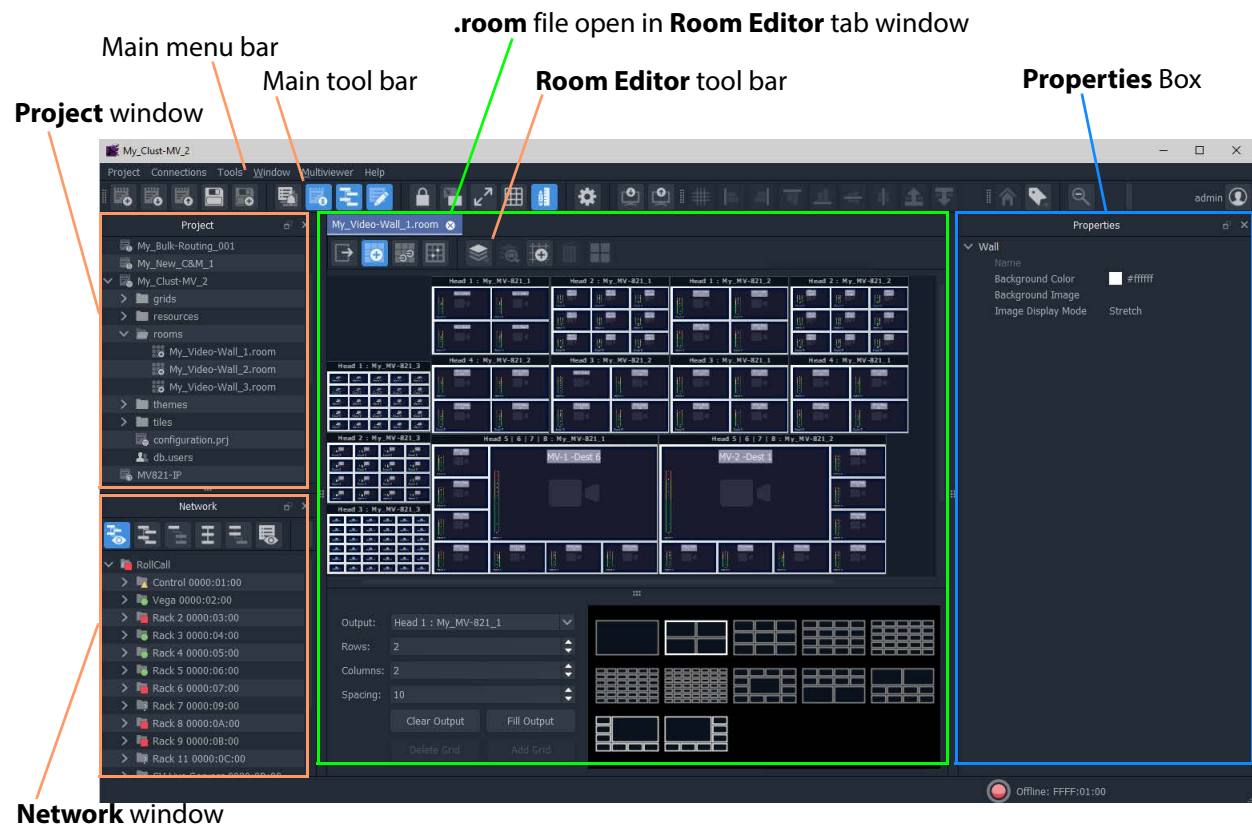 .room file open in Room Editor tab window
Main menu bar
Main tool bar
Room Editor tool bar
Properties Box
Project window
My_Clust-MV_2
Project Connections Tools Window Multiviewer Help
admin
Project
My_Bulk-Routing_001
My_New_C&M_1
My_Clust-MV_2
grids
resources
rooms
My_Video-Wall_1.room
My_Video-Wall_2.room
My_Video-Wall_3.room
themes
tiles
configuration.prj
db.users
MV821-IP
Network
RollCall
Control 0000:01:00
Vega 0000:02:00
Rack 2 0000:03:00
Rack 3 0000:04:00
Rack 4 0000:05:00
Rack 5 0000:06:00
Rack 6 0000:07:00
Rack 7 0000:09:00
Rack 8 0000:0A:00
Rack 9 0000:0B:00
Rack 11 0000:0C:00
My_Video-Wall_1.room
Head 1 : My_MV-821_1
Head 2 : My_MV-821_1
Head 1 : My_MV-821_2
Head 2 : My_MV-821_2
Head 1 : My_MV-821_3
Head 4 : My_MV-821_2
Head 3 : My_MV-821_2
Head 3 : My_MV-821_1
Head 4 : My_MV-821_1
Head 2 : My_MV-821_3
Head 5 | 6 | 7 | 8 : My_MV-821_1
Head 5 | 6 | 7 | 8 : My_MV-821_2
MV-1 -Dest 6
MV-2 -Dest 1
Head 3 : My_MV-821_3
Output: Head 1 : My_MV-821_1
Rows: 2
Columns: 2
Spacing: 10
Clear Output
Fill Output
Delete Grid
Add Grid
Properties
Wall
Name
Background Color #ffffff
Background Image
Image Display Mode Stretch
Offline: FFFF:01:00
Network window